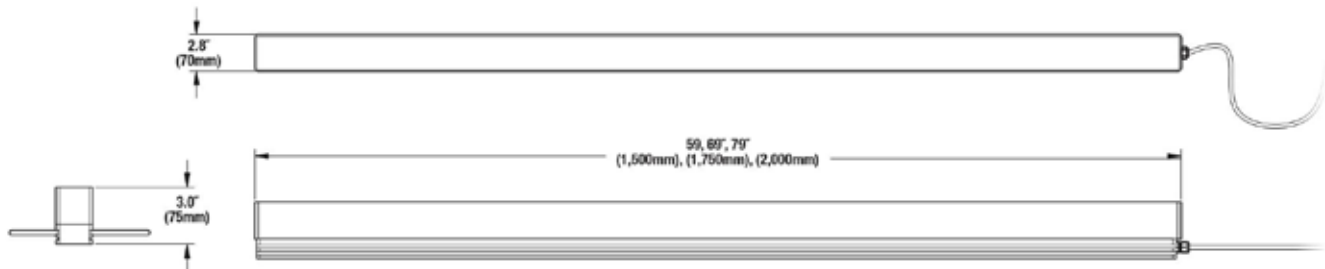 2.8"
(70mm)
59, 69", 79"
(1,500mm), (1,750mm), (2,000mm)
3.0"
(75mm)